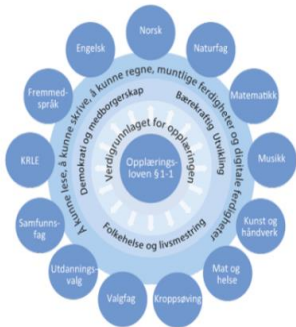 Norsk
Naturfag
Matematikk
Musikk
Kunst og
håndverk
Mat og
helse
Kroppsøving
Valgfag
Utdannings-
valg
Samfunns-
fag
KRLE
Fremmed-
språk
Engelsk
Å kunne lese, å kunne skrive, å kunne regne, muntlige ferdigheter og digitale ferdigheter
Demokrati og medborgerskap
Bærekraftig Utvikling
Folkehelse og livsmestring
Verdigrunnlaget for opplæringen
Opplærings-
loven §1-1